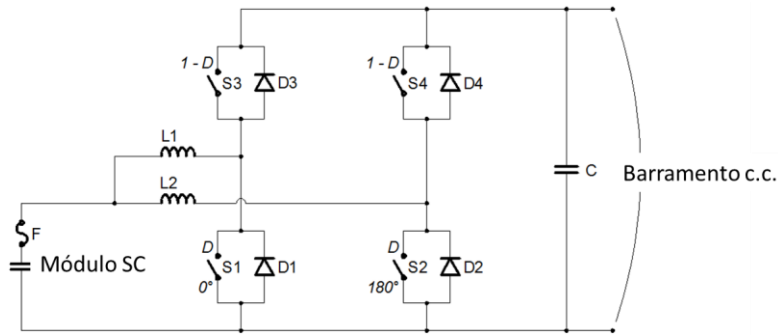 1 - D
S3
D3
1 - D
S4
D4
L1
L2
C
Barramento c.c.
F
Módulo SC
D
S1
0°
D1
D
S2
180°
D2